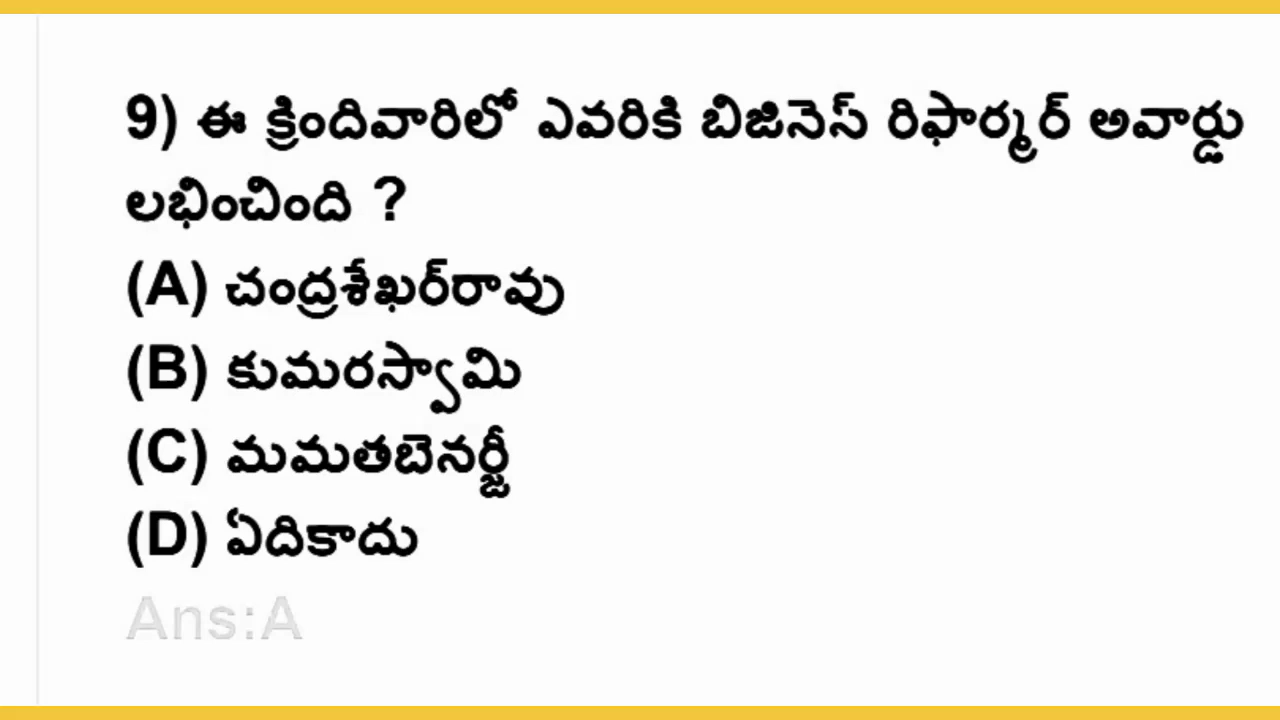 9) ఈ క్రిందివారిలో ఎవరికి బిజినెస్ రిఫార్మర్ అవార్డు
లభించింది ?
(A) చంద్రశేఖర్‌రావు
(B) కుమరస్వామి
(C) మమతబెనర్జీ
(D) ఏదికాదు
Ans:A